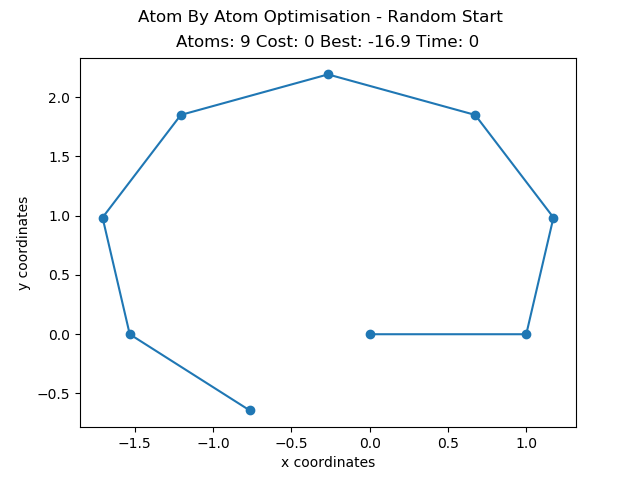 Atom By Atom Optimisation - Random Start
Atoms: 9 Cost: 0 Best: -16.9 Time: 0
2.0
1.5
1.0
0.5
0.0
−0.5
y coordinates
−1.5 −1.0 −0.5 0.0 0.5 1.0
x coordinates